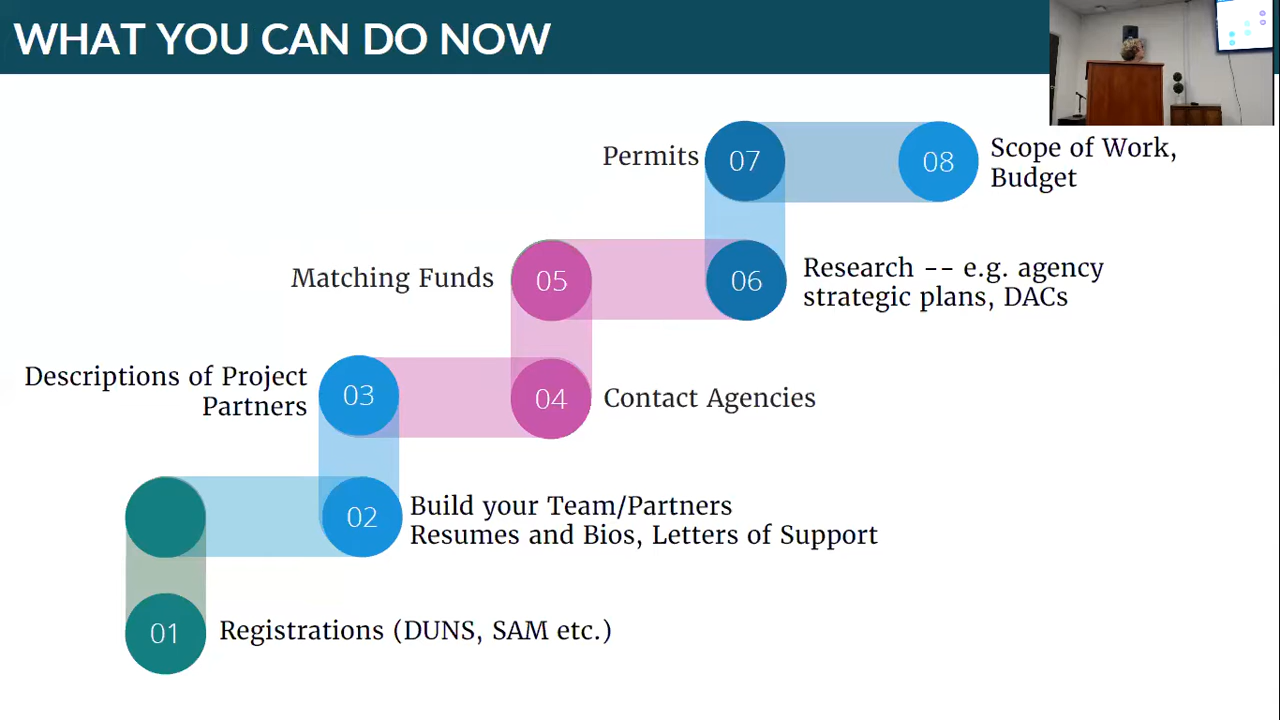 WHAT YOU CAN DO NOW
Permits
07
08
Scope of Work,
Budget
Matching Funds
05
06
Research -- e.g. agency
strategic plans, DACs
Descriptions of Project
Partners
03
04
Contact Agencies
02
Build your Team/Partners
Resumes and Bios, Letters of Support
01
Registrations (DUNS, SAM etc.)